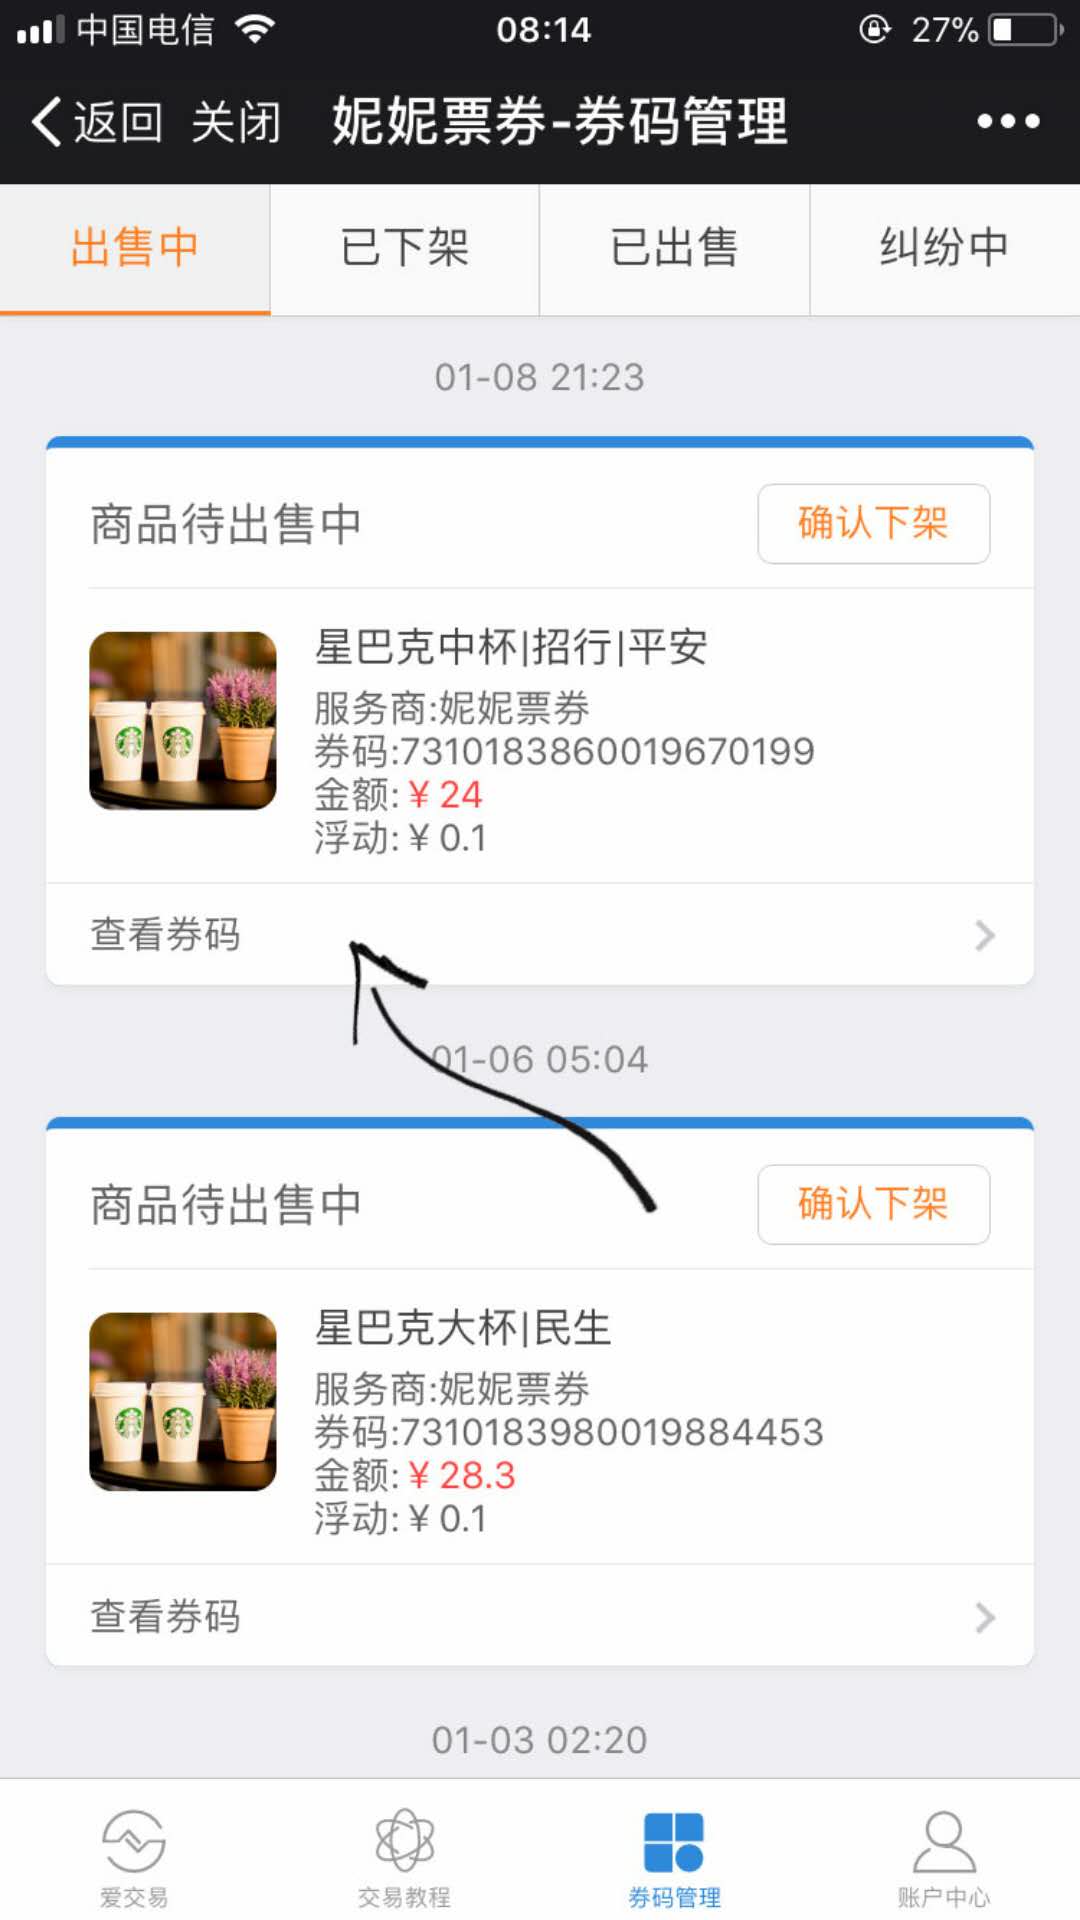 中国电信 08:14 27%
返回 关闭 妮妮票券-券码管理
出售中 已下架 已出售 纠纷中
01-08 21:23
商品待出售中 确认下架
星巴克中杯|招行|平安
服务商:妮妮票券
券码:7310183860019670199
金额:￥24
浮动:￥0.1
查看券码
01-06 05:04
商品待出售中 确认下架
星巴克大杯|民生
服务商:妮妮票券
券码:7310183980019884453
金额:￥28.3
浮动:￥0.1
查看券码
01-03 02:20
爱交易 交易教程 券码管理 账户中心